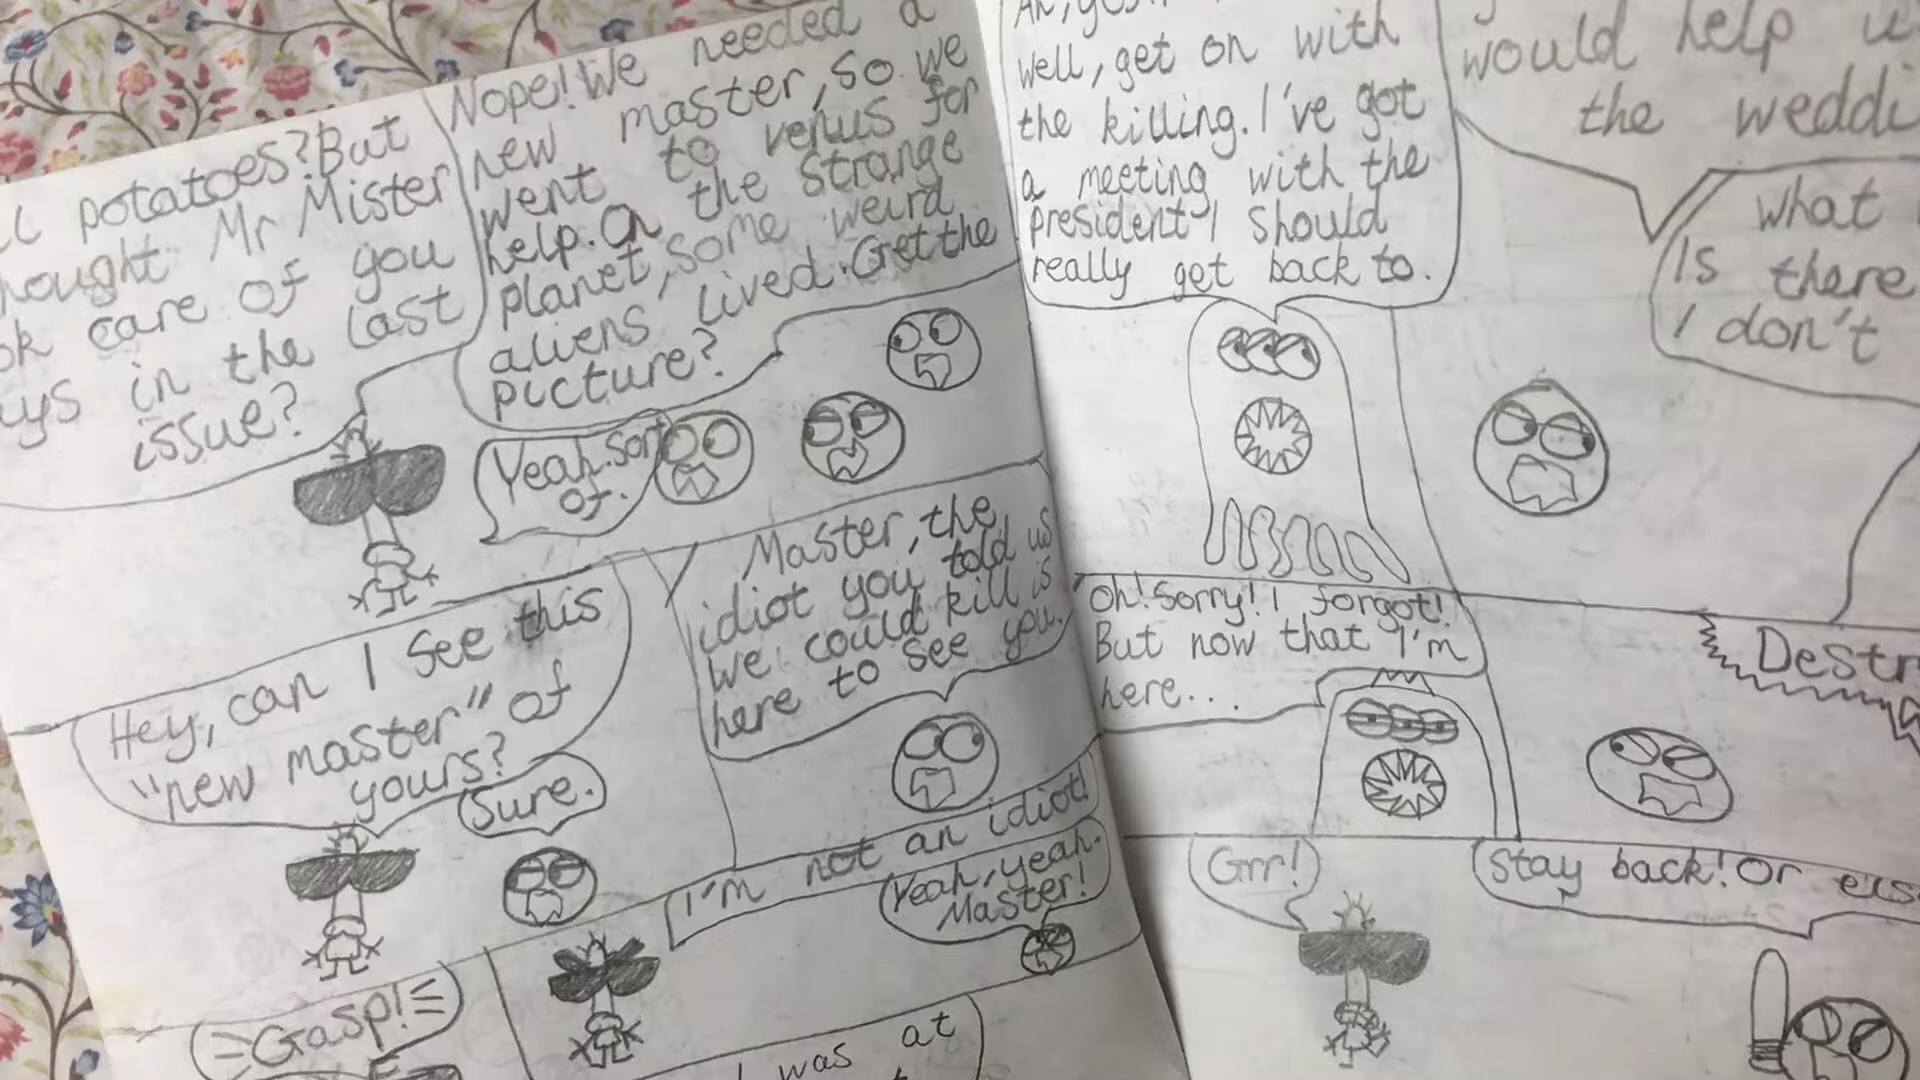 potatoes? But
Mr Mister
care of you
in the last
issue?
Nope! We needed a
new master, so we
went to venus for
help. On the strange
planet, some weird
aliens lived. Get the
picture?
Yeah. Sort
of.
Hey, can I see this
"new master" of
yours?
Sure.
Master, the
idiot you told us
we could kill is
here to see you.
I'm not an idiot!
Yeah, yeah.
Master!
Gasp!
was at
well, get on with
the killing. I've got
a meeting with the
president I should
really get back to.
would help
the
what
Is there
I don't
Oh! Sorry! I forgot!
But now that I'm
here...
Grr!
Stay back! Or